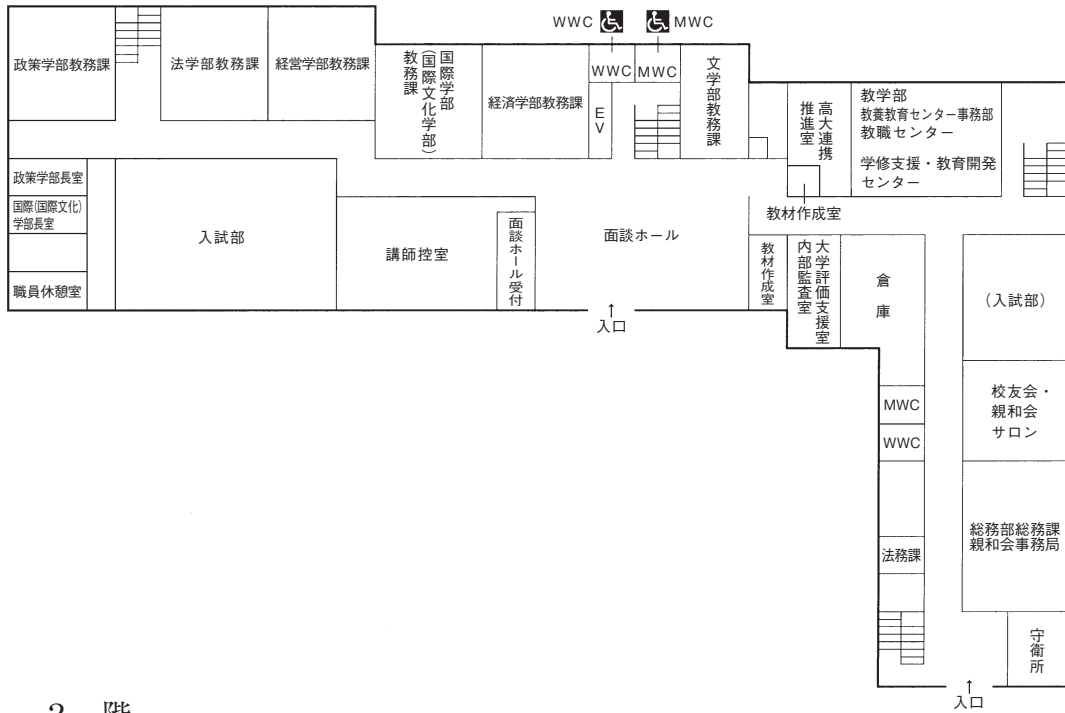 WWC
MWC
政策学部教務課
法学部教務課
経営学部教務課
国際学部
(国際文化学部)
教務課
経済学部教務課
WWC
MWC
EV
文学部教務課
高大連携
推進室
教学部
教養教育センター事務部
教職センター
学修支援・教育開発
センター
教材作成室
政策学部長室
国際(国際文化)
学部長室
職員休憩室
入試部
講師控室
面談ホール受付
面談ホール
↑
入口
教材作成室
大学評価支援室
内部監査室
倉庫
(入試部)
MWC
WWC
校友会・
親和会
サロン
法務課
総務部総務課
親和会事務局
守衛所
↑
入口